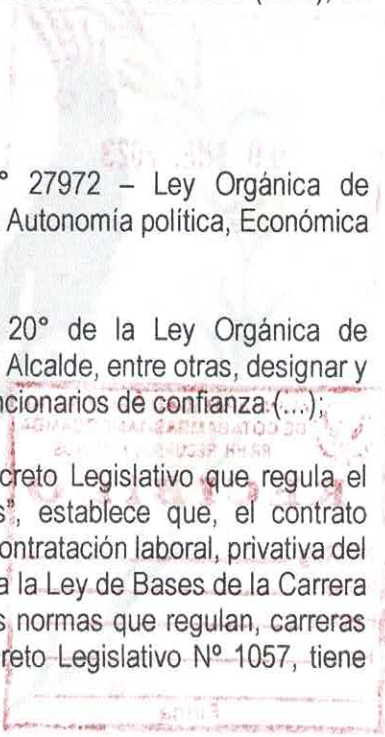 ° 27972 – Ley Orgánica de
Autonomía política, Económica
20° de la Ley Orgánica de
Alcalde, entre otras, designar y
ncionarios de confianza (…);
creto Legislativo que regula el
s”, establece que, el contrato
ontratación laboral, privativa del
a la Ley de Bases de la Carrera
s normas que regulan, carreras
reto Legislativo Nº 1057, tiene